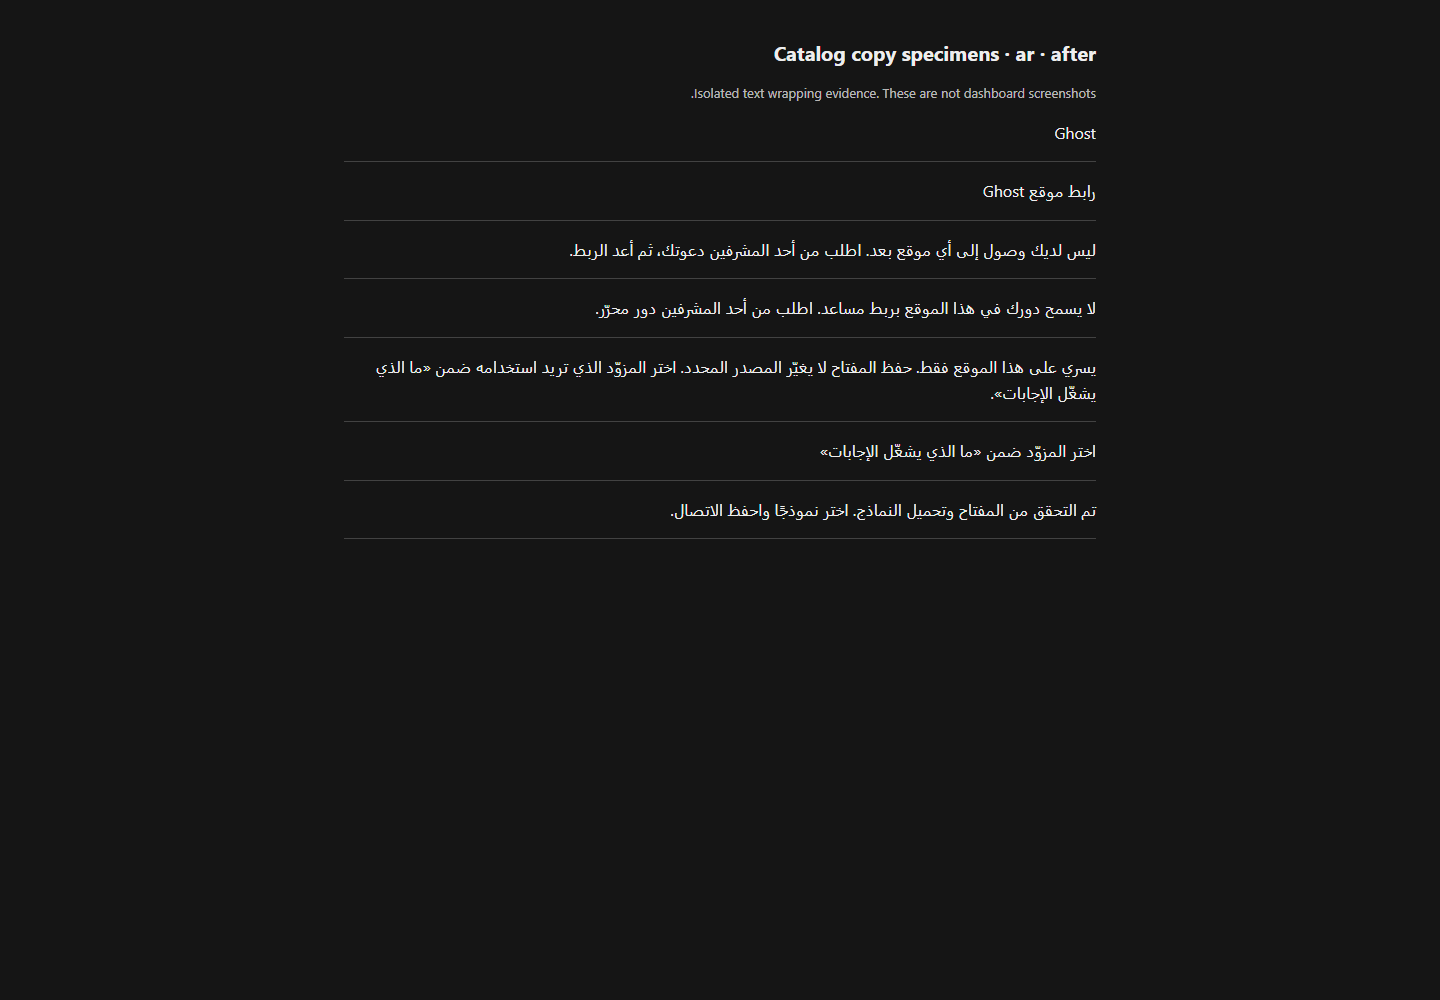 Catalog copy specimens · ar · after
Isolated text wrapping evidence. These are not dashboard screenshots.
Ghost
رابط موقع Ghost
ليس لديك وصول إلى أي موقع بعد. اطلب من أحد المشرفين دعوتك، ثم أعد الربط.
لا يسمح دورك في هذا الموقع بربط مساعد. اطلب من أحد المشرفين دور محرّر.
يسري على هذا الموقع فقط. حفظ المفتاح لا يغيّر المصدر المحدد. اختر المزوّد الذي تريد استخدامه ضمن «ما الذي
يشغّل الإجابات».
اختر المزوّد ضمن «ما الذي يشغّل الإجابات»
تم التحقق من المفتاح وتحميل النماذج. اختر نموذجًا واحفظ الاتصال.